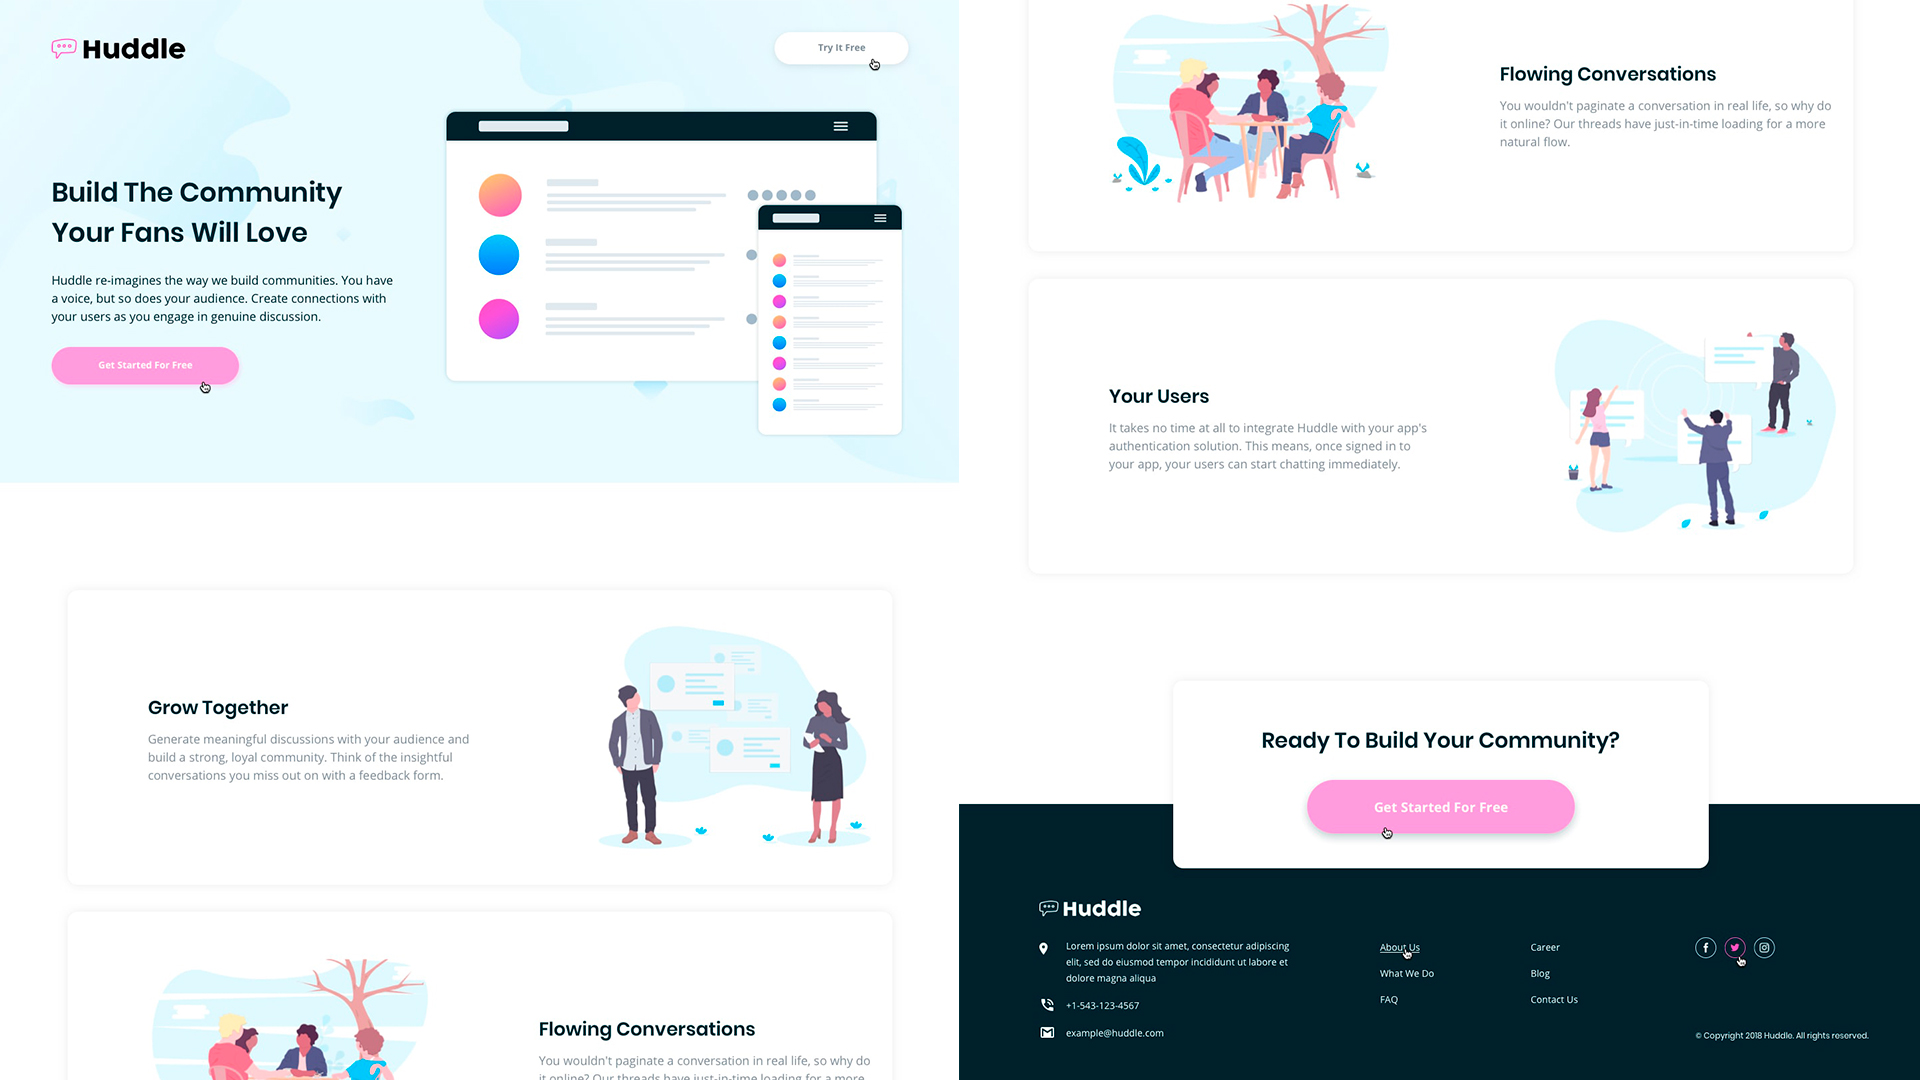 Huddle
Try It Free
Build The Community
Your Fans Will Love
Huddle re-imagines the way we build communities. You have
a voice, but so does your audience. Create connections with
your users as you engage in genuine discussion.
Get Started For Free
Grow Together
Generate meaningful discussions with your audience and
build a strong, loyal community. Think of the insightful
conversations you miss out on with a feedback form.
Flowing Conversations
You wouldn't paginate a conversation in real life, so why do
it online? Our threads have just-in-time loading for a more
Flowing Conversations
You wouldn't paginate a conversation in real life, so why do
it online? Our threads have just-in-time loading for a more
natural flow.
Your Users
It takes no time at all to integrate Huddle with your app's
authentication solution. This means, once signed in to
your app, your users can start chatting immediately.
Ready To Build Your Community?
Get Started For Free
Huddle
Lorem ipsum dolor sit amet, consectetur adipiscing
elit, sed do eiusmod tempor incididunt ut labore et
dolore magna aliqua
+1-543-123-4567
example@huddle.com
About Us
What We Do
FAQ
Career
Blog
Contact Us
© Copyright 2018 Huddle. All rights reserved.